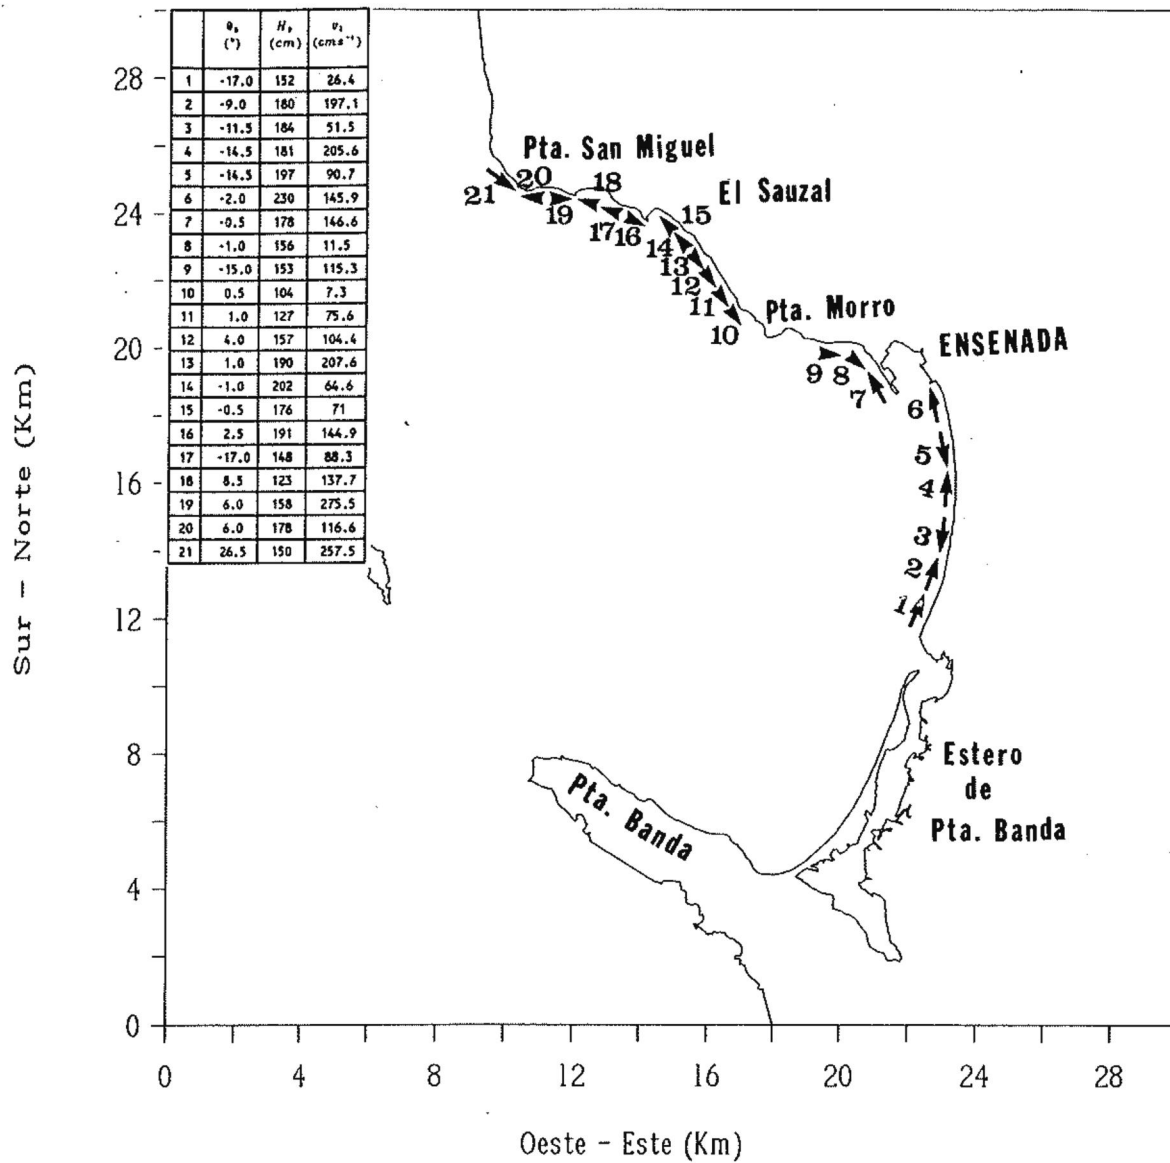 θb Hb vl
(°) (cm) (cms⁻¹)
1 -17.0 152 26.4
2 -9.0 180 197.1
3 -11.5 184 51.5
4 -14.5 181 205.6
5 -14.5 197 90.7
6 -2.0 230 145.9
7 -0.5 178 146.6
8 -1.0 156 11.5
9 -15.0 153 115.3
10 0.5 104 7.3
11 1.0 127 75.6
12 4.0 157 104.4
13 1.0 190 207.6
14 -1.0 202 64.6
15 -0.5 176 71
16 2.5 191 144.9
17 -17.0 148 88.3
18 8.5 123 137.7
19 6.0 158 275.5
20 6.0 178 116.6
21 26.5 150 257.5
28
24
20
16
12
8
4
0
Sur - Norte (Km)
Pta. San Miguel
El Sauzal
Pta. Morro
ENSENADA
21
20
19
18
17
16
15
14
13
12
11
10
9
8
7
6
5
4
3
2
1
Estero
de
Pta. Banda
Pta. Banda
0 4 8 12 16 20 24 28
Oeste - Este (Km)